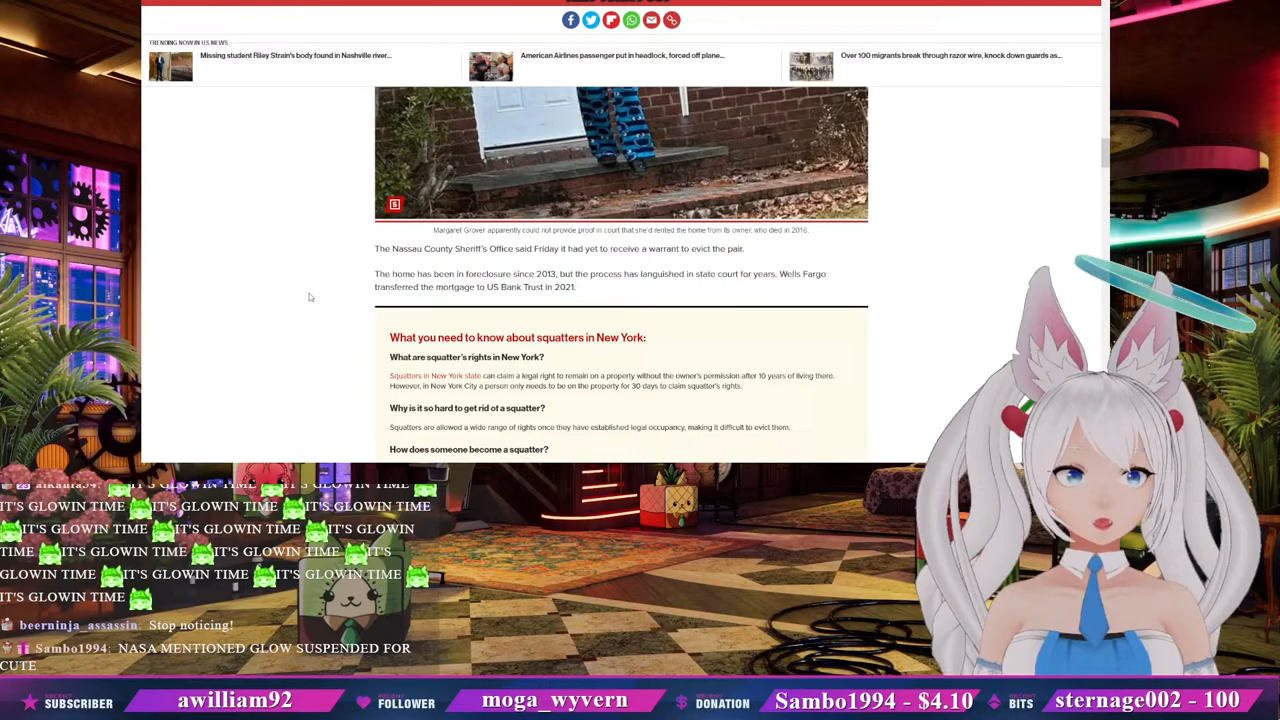 TRENDING NOW IN US NEWS
Missing student Riley Strain's body found in Nashville river...
American Airlines passenger put in headlock, forced off plane...
Over 100 migrants break through razor wire, knock down guards as...
5
Margaret Grover apparently could not provide proof in court that she'd rented the home from its owner, who died in 2016.
The Nassau County Sheriff's Office said Friday it had yet to receive a warrant to evict the pair.
The home has been in foreclosure since 2013, but the process has languished in state court for years. Wells Fargo
transferred the mortgage to US Bank Trust in 2021.
What you need to know about squatters in New York:
What are squatter's rights in New York?
Squatters in New York state can claim a legal right to remain on a property without the owner's permission after 10 years of living there.
However, in New York City a person only needs to be on the property for 30 days to claim squatter's rights.
Why is it so hard to get rid of a squatter?
Squatters are allowed a wide range of rights once they have established legal occupancy, making it difficult to evict them.
How does someone become a squatter?
IT'S GLOWIN TIME IT'S GLOWIN TIME
IT'S GLOWIN TIME IT'S GLOWIN TIME IT'S GLOWIN TIME
IT'S GLOWIN TIME IT'S GLOWIN TIME IT'S GLOWIN
TIME IT'S GLOWIN TIME IT'S GLOWIN TIME IT'S
GLOWIN TIME IT'S GLOWIN TIME IT'S GLOWIN TIME
IT'S GLOWIN TIME
beerninja_assassin: Stop noticing!
Sambo1994: NASA MENTIONED GLOW SUSPENDED FOR
CUTE
RECENT SUBSCRIBER awilliam92 RECENT FOLLOWER moga_wyvern RECENT DONATION Sambo1994 - $4.10 RECENT BITS sternage002 - 100